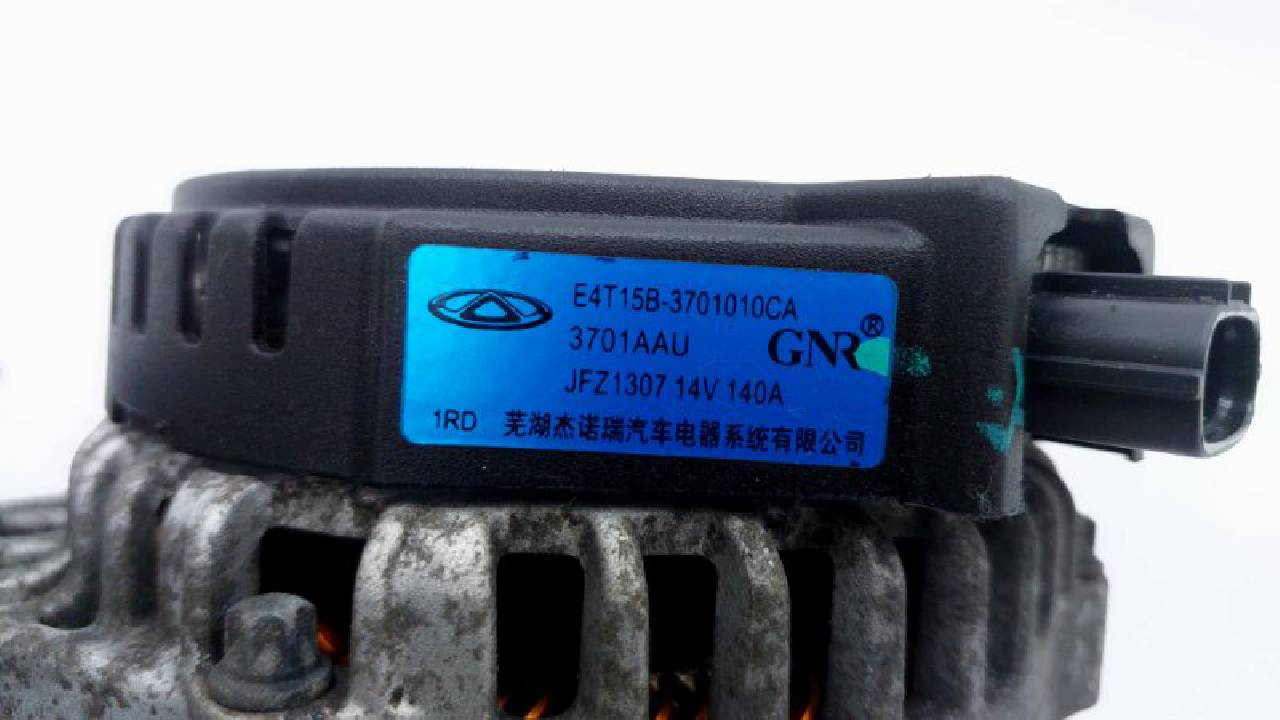 E4T15B-3701010CA
3701AAU
GNR®
JFZ1307 14V 140A
1RD 芜湖杰诺瑞汽车电器系统有限公司